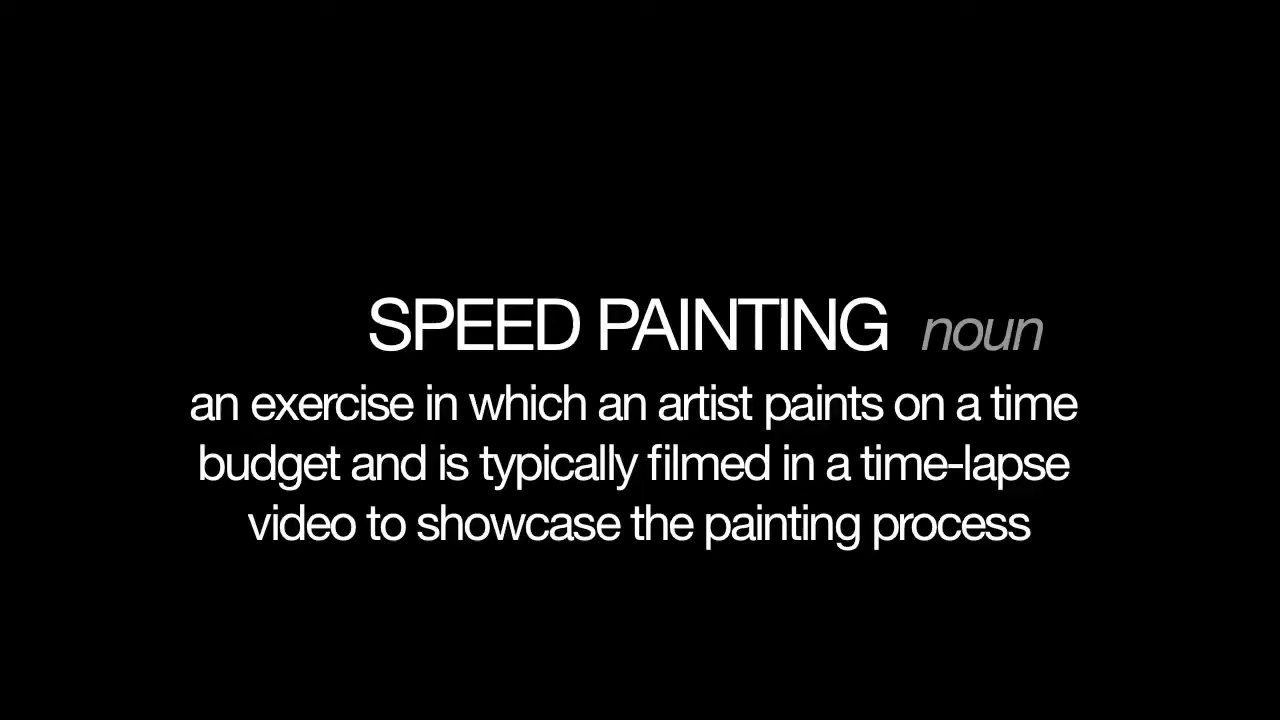 SPEED PAINTING noun
an exercise in which an artist paints on a time
budget and is typically filmed in a time-lapse
video to showcase the painting process